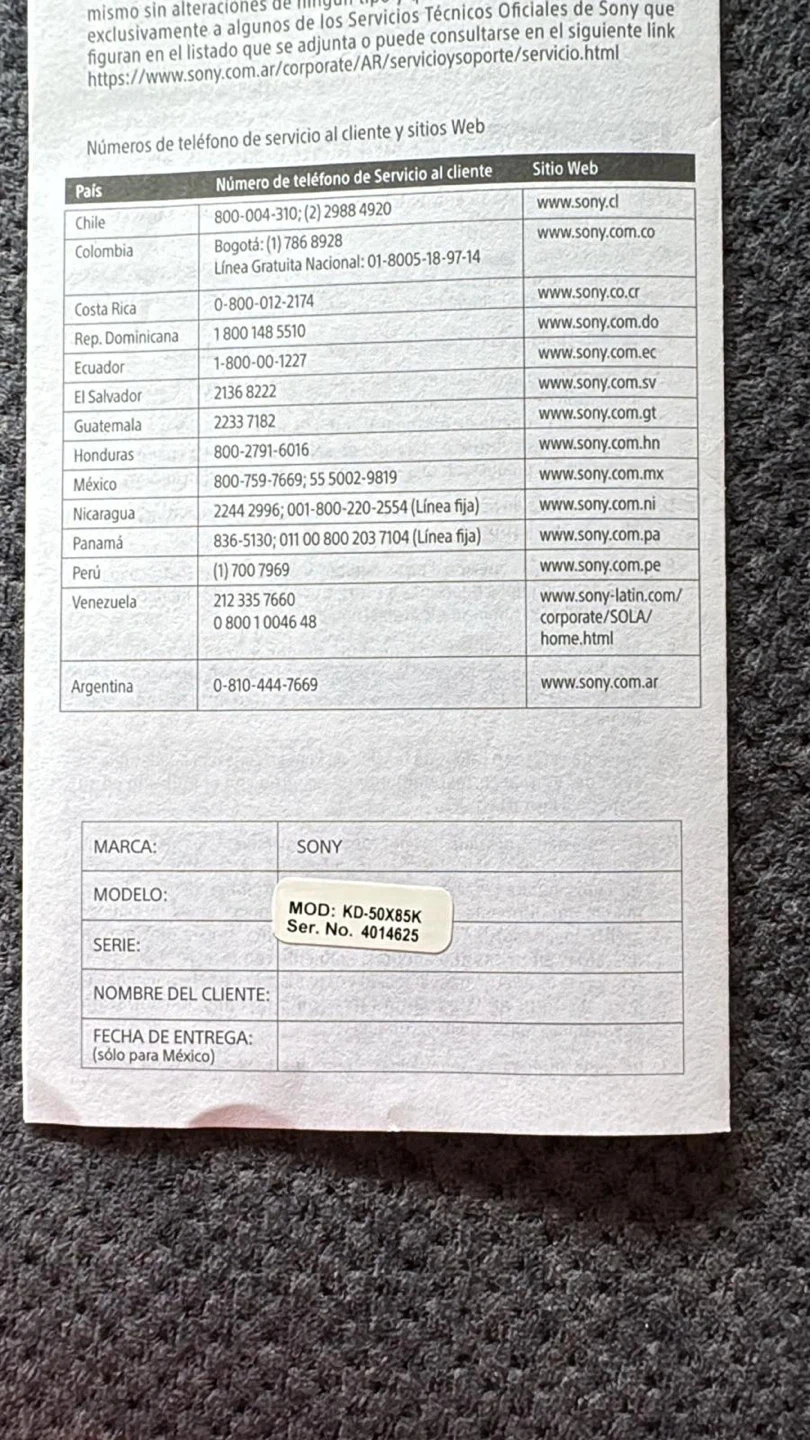 mismo sin alteraciones de ningún tipo y
exclusivamente a algunos de los Servicios Técnicos Oficiales de Sony que
figuran en el listado que se adjunta o puede consultarse en el siguiente link
https://www.sony.com.ar/corporate/AR/servicioysoporte/servicio.html
Números de teléfono de servicio al cliente y sitios Web
País Número de teléfono de Servicio al cliente Sitio Web
Chile 800-004-310; (2) 2988 4920 www.sony.cl
Colombia Bogotá: (1) 786 8928 www.sony.com.co
Línea Gratuita Nacional: 01-8005-18-97-14
Costa Rica 0-800-012-2174 www.sony.co.cr
Rep. Dominicana 1 800 148 5510 www.sony.com.do
Ecuador 1-800-00-1227 www.sony.com.ec
El Salvador 2136 8222 www.sony.com.sv
Guatemala 2233 7182 www.sony.com.gt
Honduras 800-2791-6016 www.sony.com.hn
México 800-759-7669; 55 5002-9819 www.sony.com.mx
Nicaragua 2244 2996; 001-800-220-2554 (Línea fija) www.sony.com.ni
Panamá 836-5130; 011 00 800 203 7104 (Línea fija) www.sony.com.pa
Perú (1) 700 7969 www.sony.com.pe
Venezuela 212 335 7660 www.sony-latin.com/
0 800 1 0046 48 corporate/SOLA/
home.html
Argentina 0-810-444-7669 www.sony.com.ar
MARCA: SONY
MODELO: MOD: KD-50X85K
SERIE: Ser. No. 4014625
NOMBRE DEL CLIENTE:
FECHA DE ENTREGA:
(sólo para México)